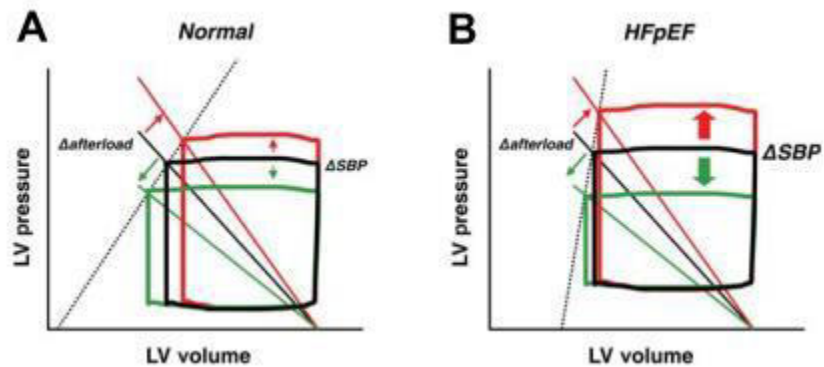 A
Normal
Δafterload
ΔSBP
LV pressure
LV volume
B
HFpEF
Δafterload
ΔSBP
LV pressure
LV volume